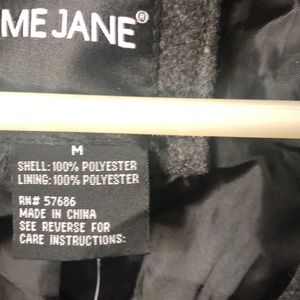 ME JANE®
M
SHELL: 100% POLYESTER
LINING: 100% POLYESTER
RN# 57686
MADE IN CHINA
SEE REVERSE FOR
CARE INSTRUCTIONS: